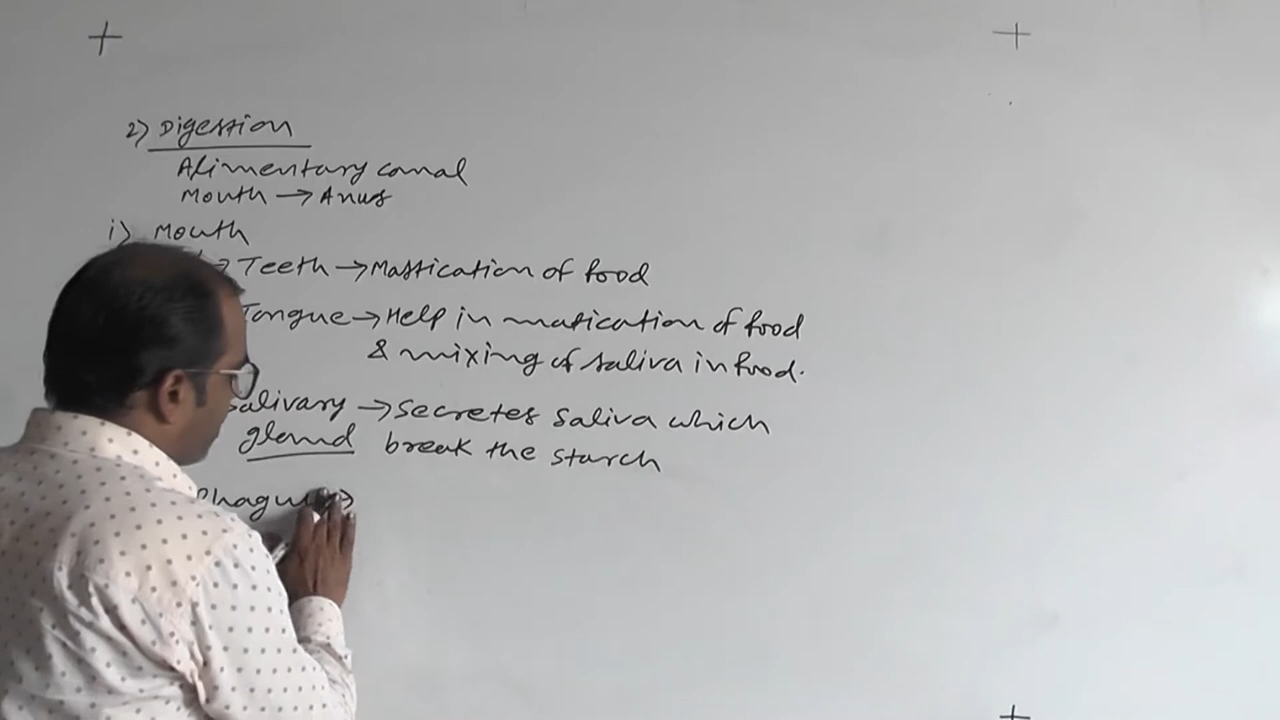 2) Digestion
Alimentary canal
Mouth → Anus
i) Mouth
→ Teeth → Mastication of food
Tongue → Help in mastication of food
& mixing of saliva in food.
Salivary → Secretes saliva which
gland break the starch